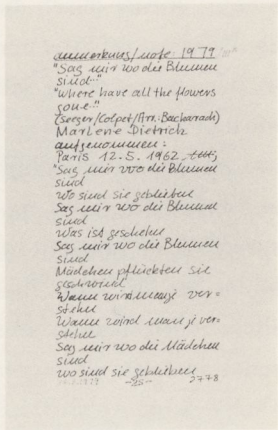 anmerkung/note 1979
"Sag mir wo die Blumen
sind..."
"Where have all the flowers
gone..."
(Seeger/Colpet/Arr. Bacharach)
Marlene Dietrich
aufgenommen:
Paris 12.5.1962
"Sag mir wo die Blumen
sind
wo sind sie geblieben
Sag mir wo die Blumen
sind
Was ist geschehen
Sag mir wo die Blumen
sind
Mädchen pflückten sie
geschwind
Wann wird man je ver=
stehn
Wann wird man je ver=
stehn
Sag mir wo die Mädchen
sind
wo sind sie geblieben
-25- 2778